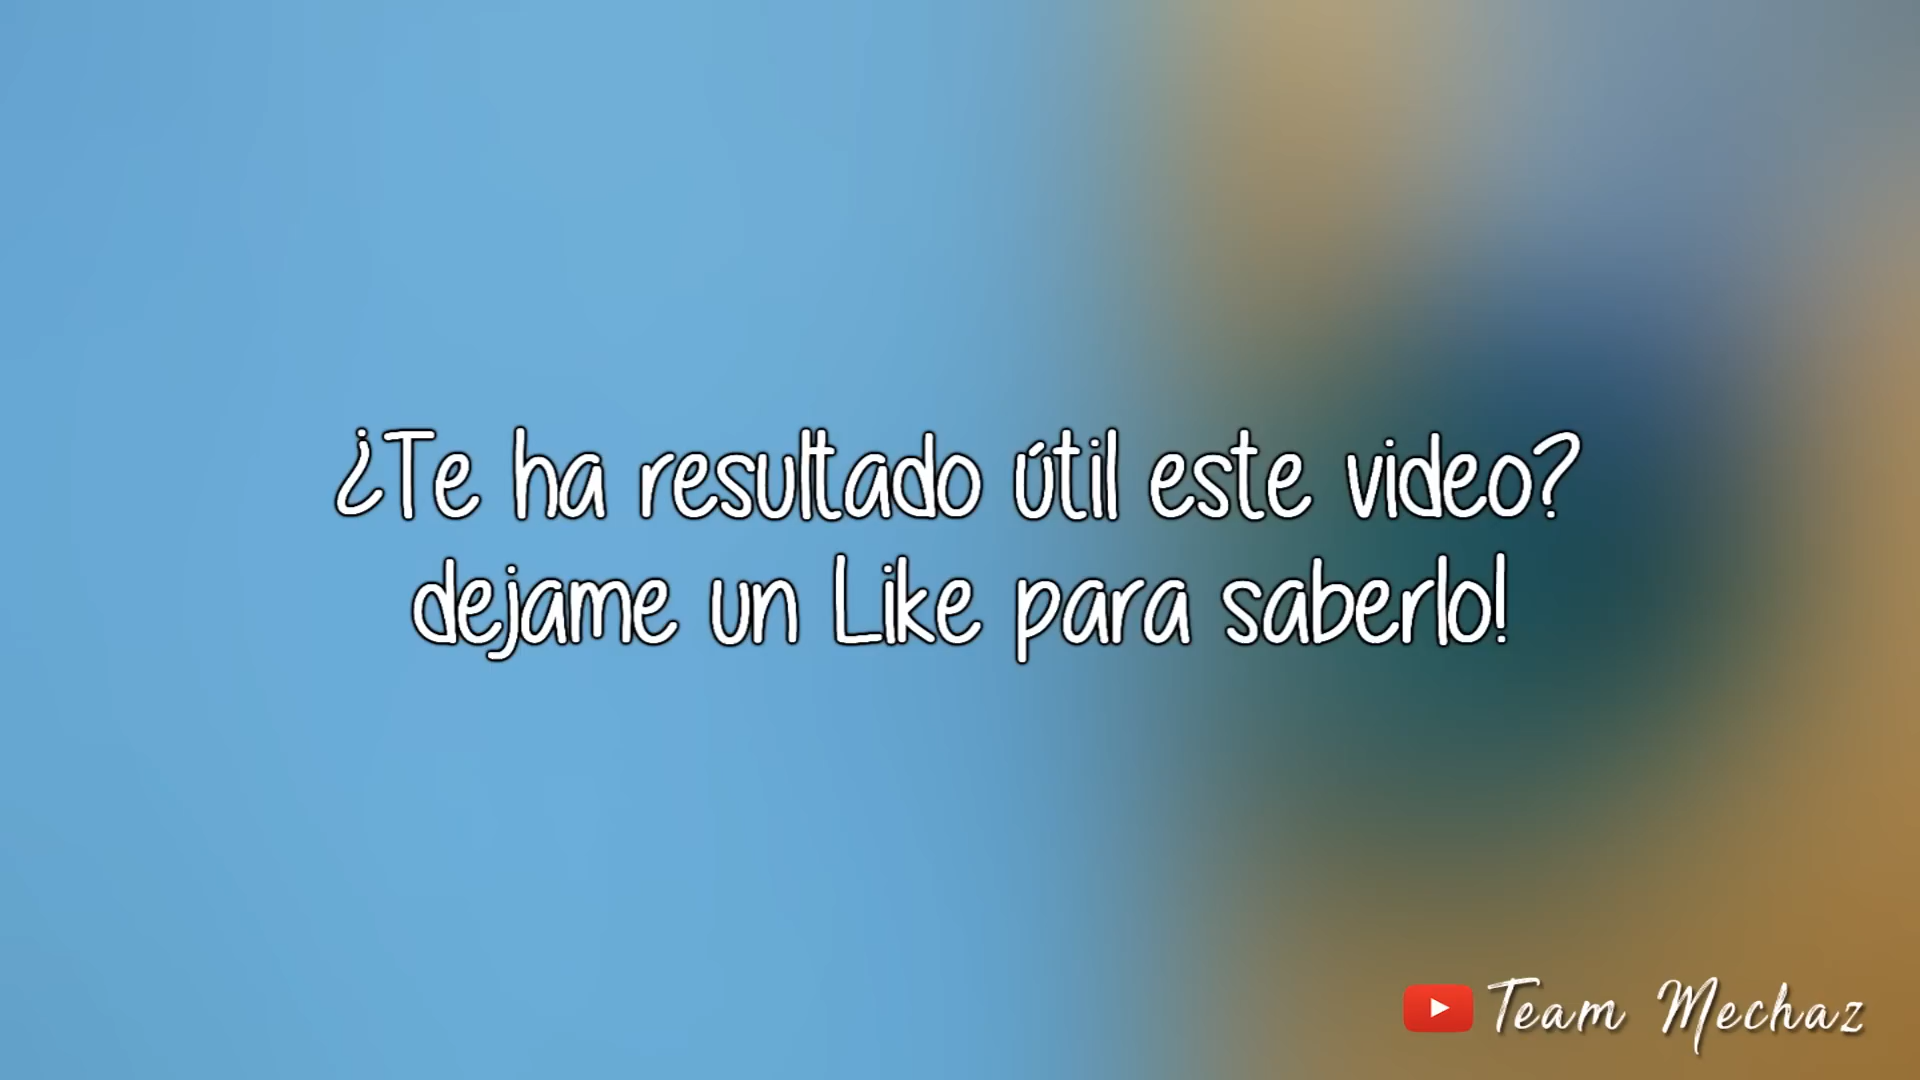 ¿Te ha resultado útil este video?
dejame un Like para saberlo!
Team Mechaz